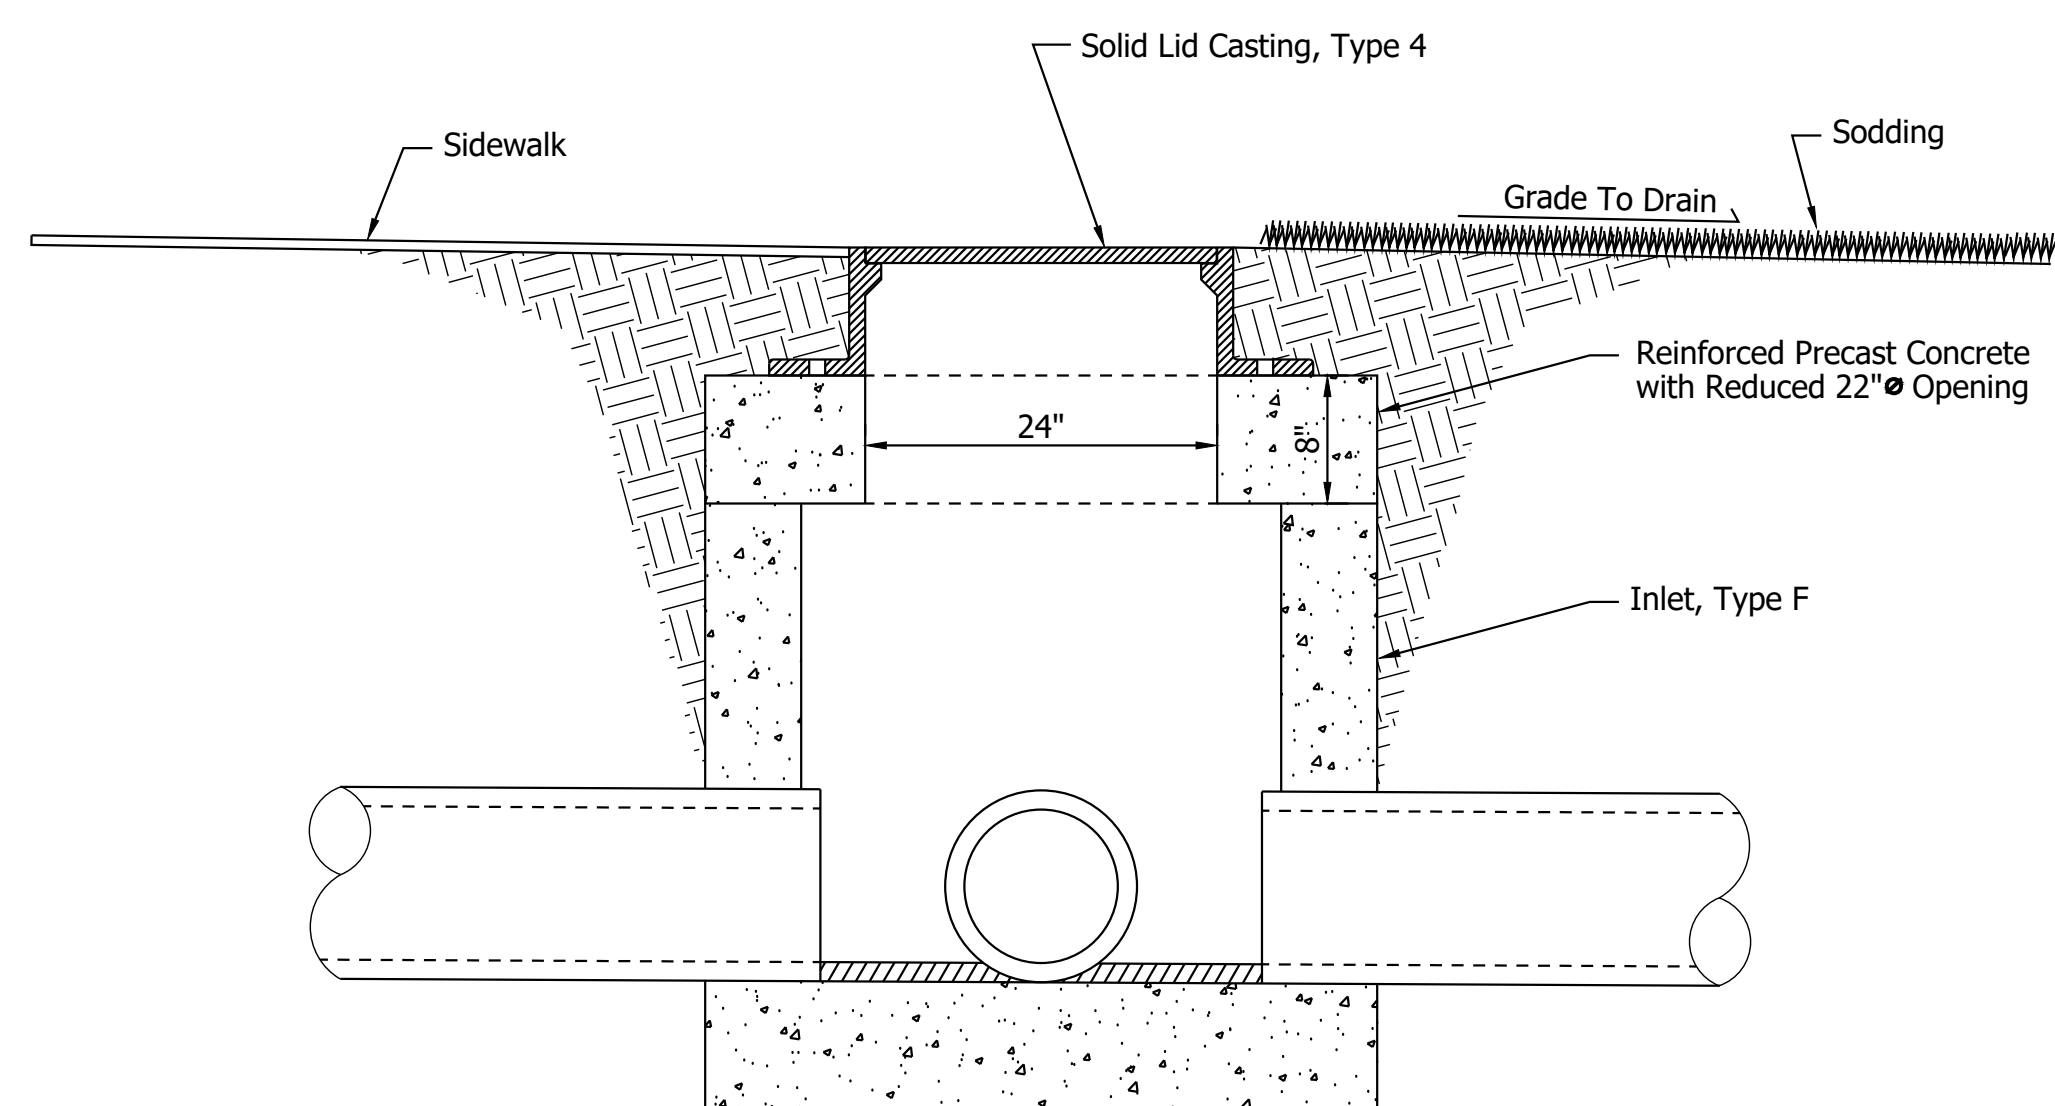 Solid Lid Casting, Type 4
Sidewalk
Sodding
Grade To Drain
Reinforced Precast Concrete
with Reduced 22"Ø Opening
24"
8"
Inlet, Type F